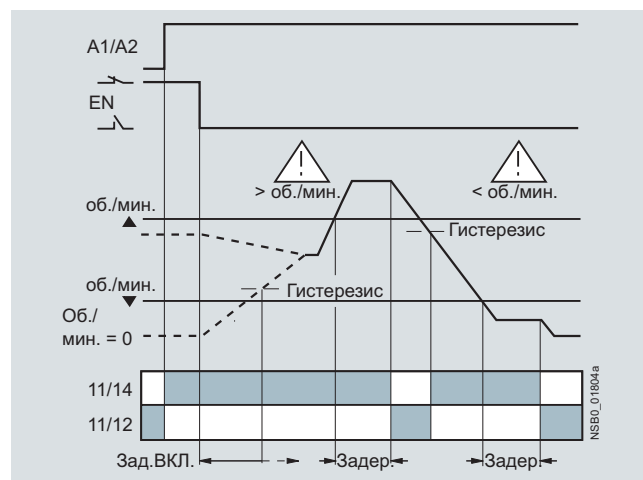 A1/A2
EN
> об./мин.
< об./мин.
об./мин.
Гистерезис
об./мин.
Гистерезис
Об./
мин. = 0
11/14
11/12
Зад.ВКЛ.
Задер.
Задер.
NSB0_01804a